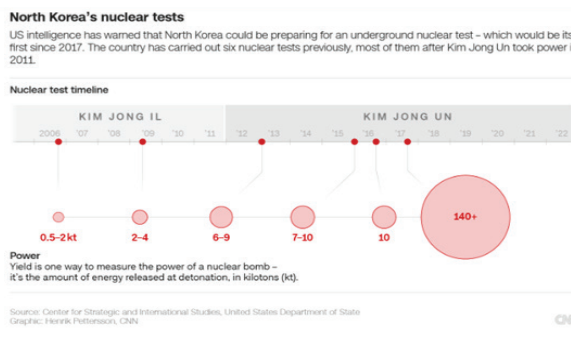 North Korea's nuclear tests
US intelligence has warned that North Korea could be preparing for an underground nuclear test – which would be its
first since 2017. The country has carried out six nuclear tests previously, most of them after Kim Jong Un took power i
2011.
Nuclear test timeline
KIM JONG IL KIM JONG UN
2006 '07 '08 '09 '10 '11 '12 '13 '14 '15 '16 '17 '18 '19 '20 '21 '22
0.5–2 kt 2–4 6–9 7–10 10 140+
Power
Yield is one way to measure the power of a nuclear bomb –
it's the amount of energy released at detonation, in kilotons (kt).
Source: Center for Strategic and International Studies, United States Department of State
Graphic: Henrik Pettersson, CNN
CN